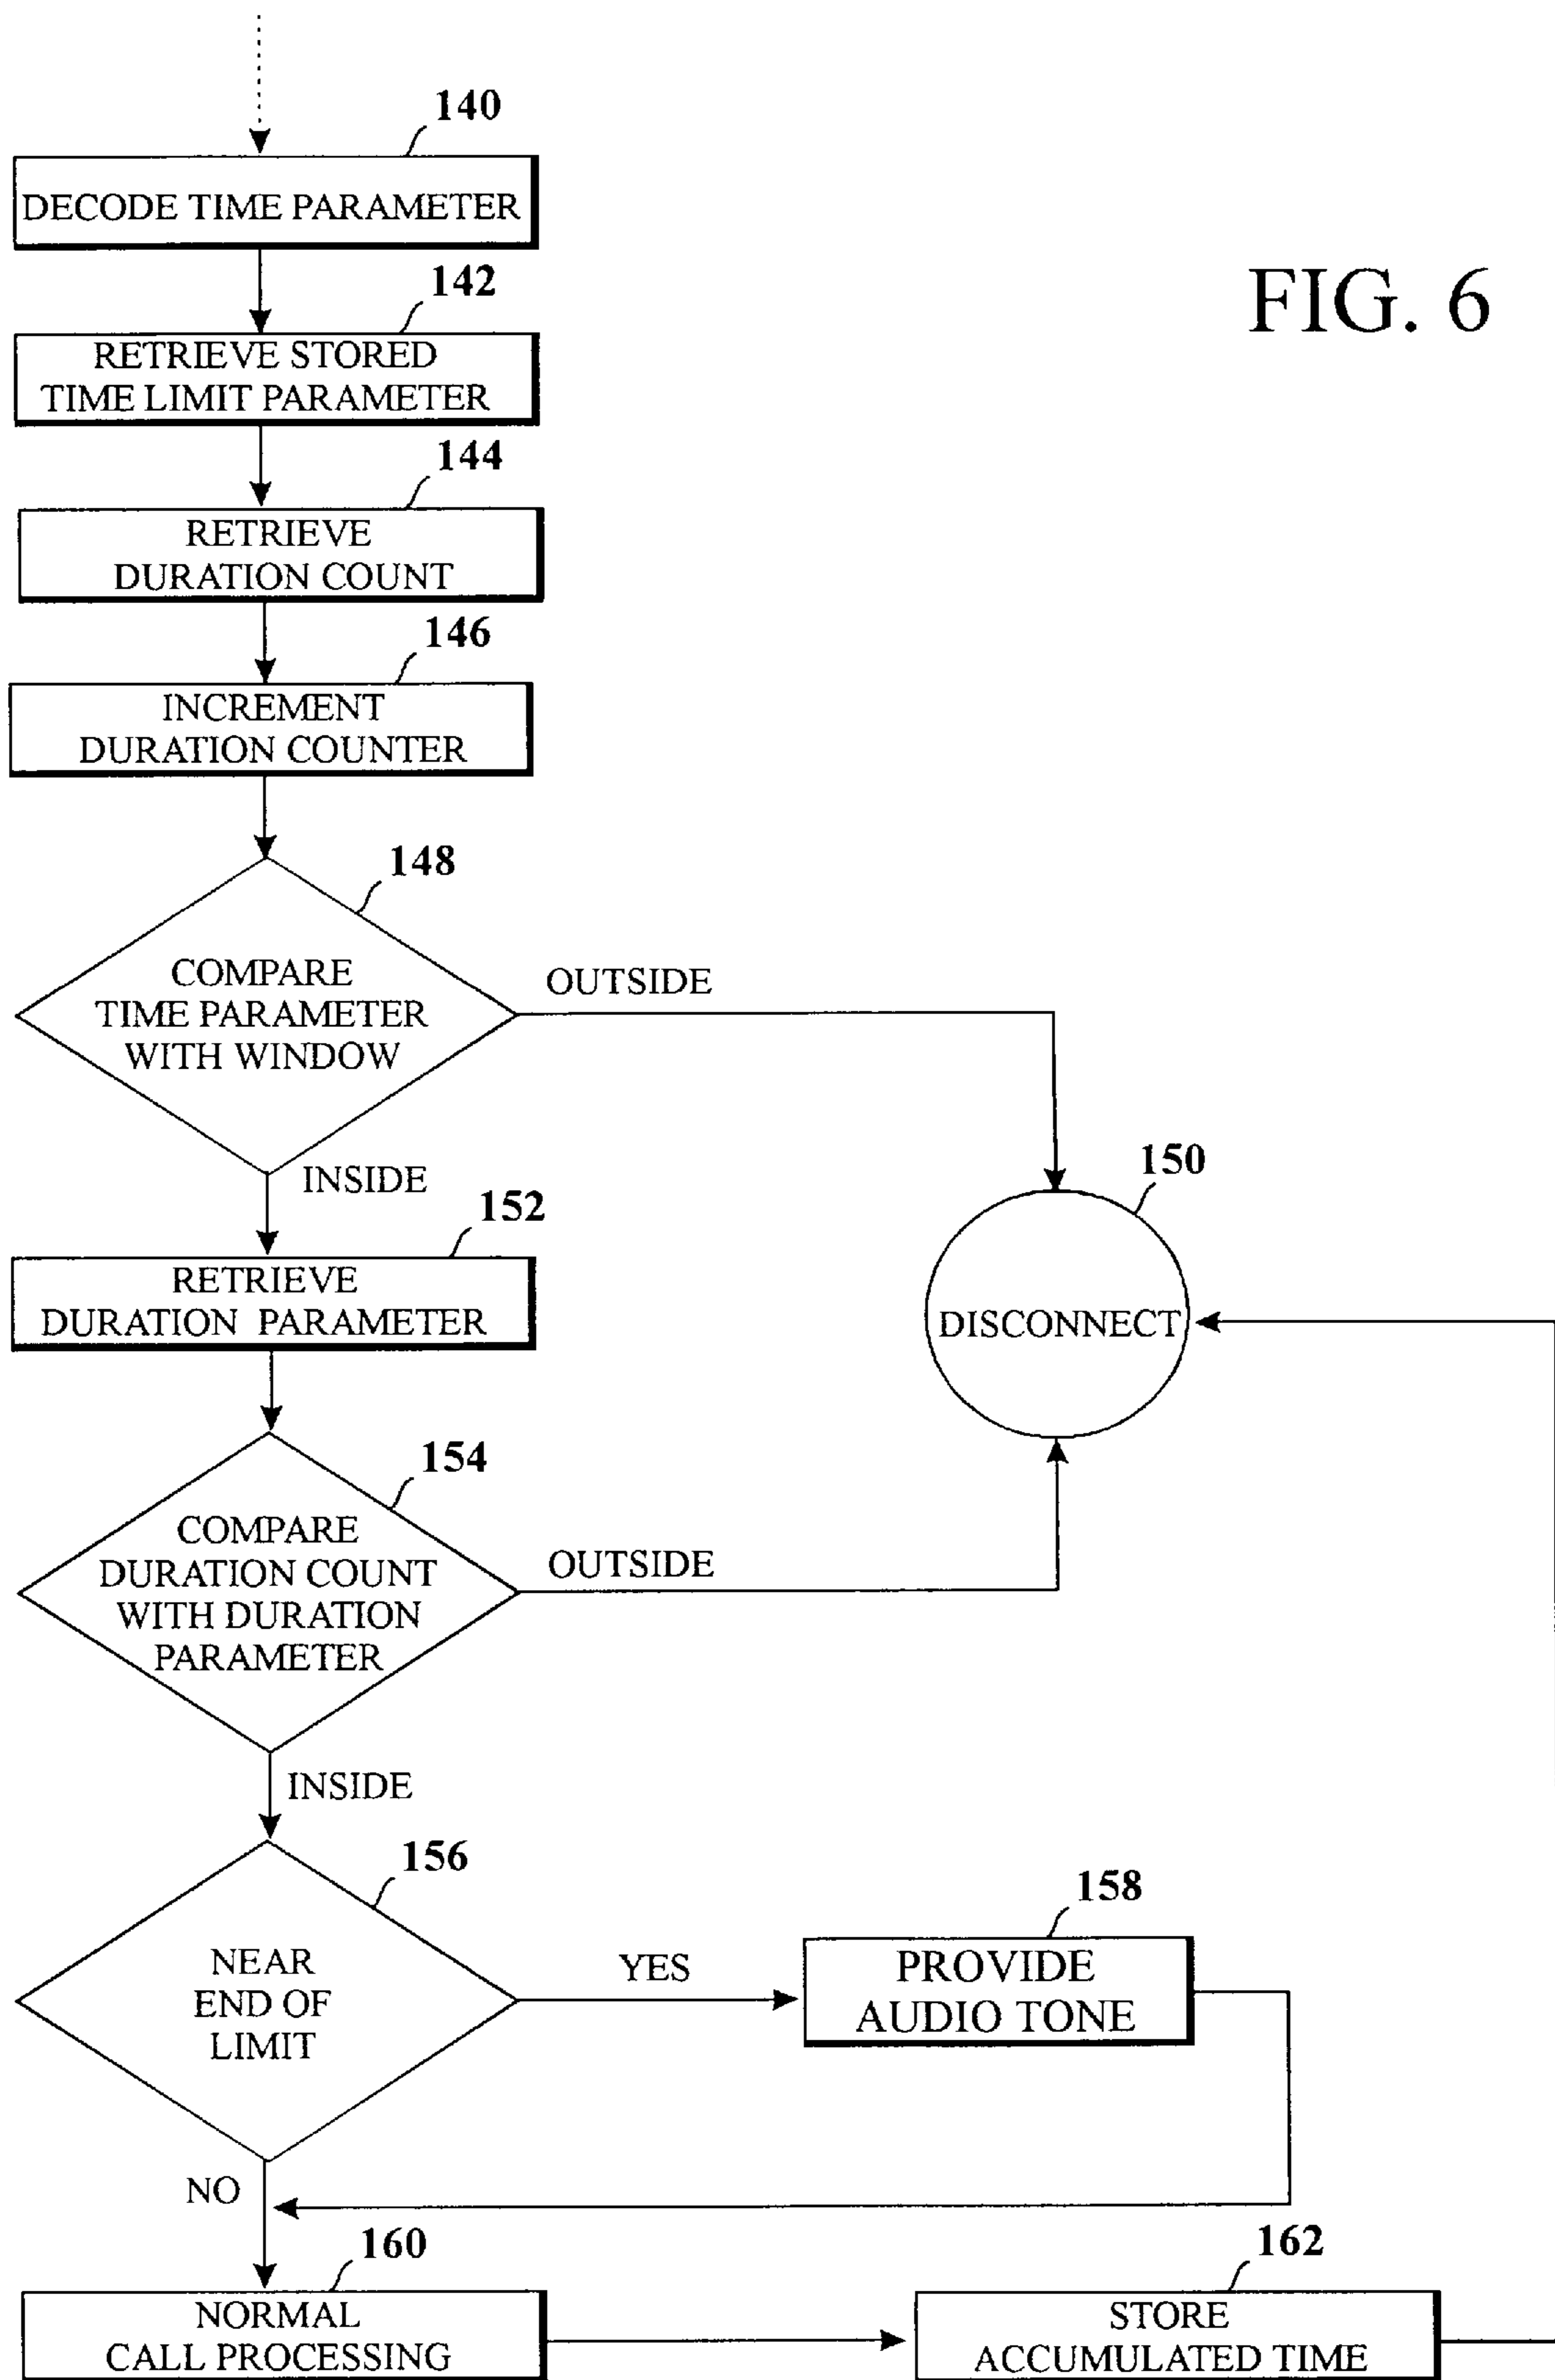 140
DECODE TIME PARAMETER
FIG. 6
142
RETRIEVE STORED
TIME LIMIT PARAMETER
144
RETRIEVE
DURATION COUNT
146
INCREMENT
DURATION COUNTER
148
COMPARE
TIME PARAMETER
WITH WINDOW
OUTSIDE
INSIDE
150
DISCONNECT
152
RETRIEVE
DURATION PARAMETER
154
COMPARE
DURATION COUNT
WITH DURATION
PARAMETER
OUTSIDE
INSIDE
156
NEAR
END OF
LIMIT
YES
158
PROVIDE
AUDIO TONE
NO
160
NORMAL
CALL PROCESSING
162
STORE
ACCUMULATED TIME